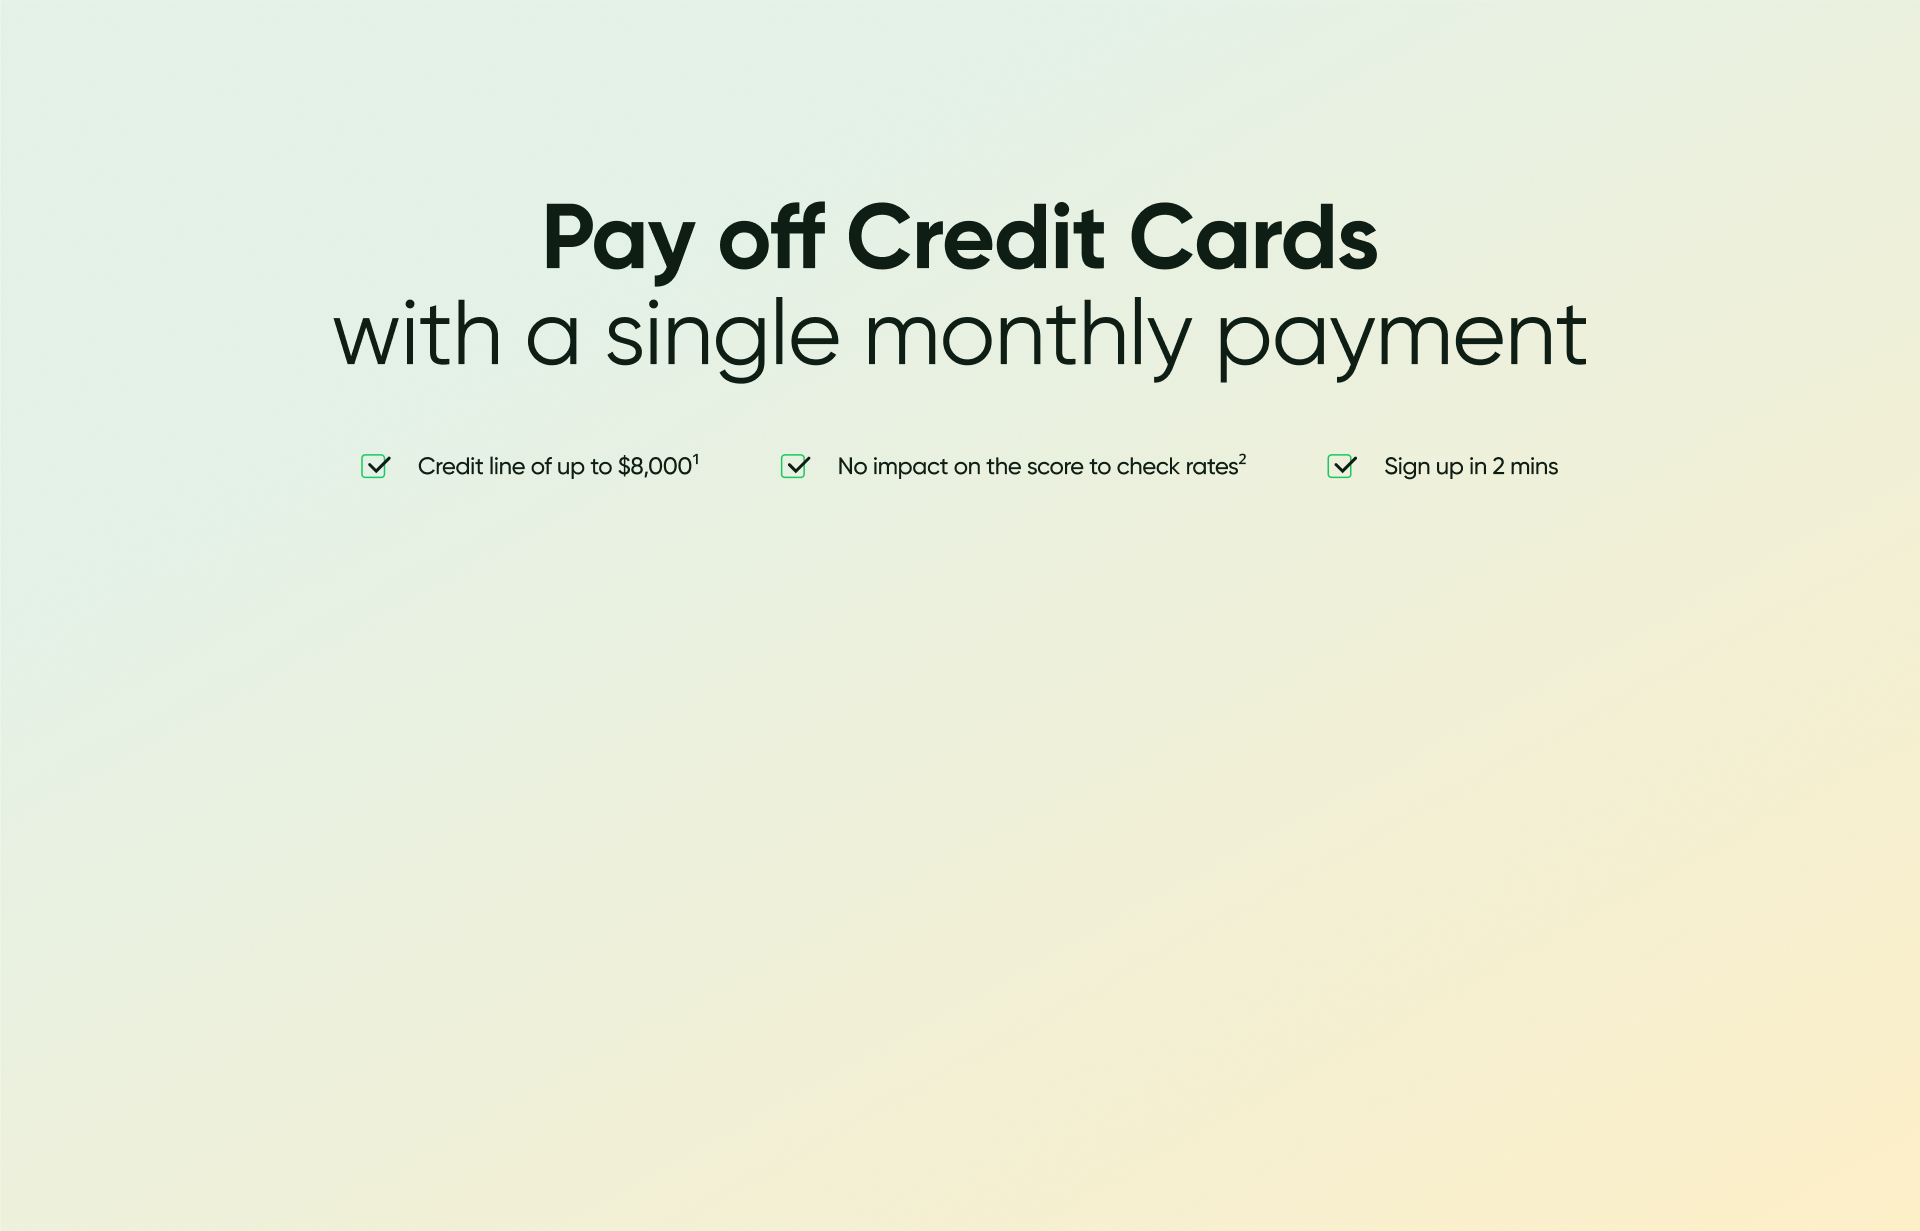 Pay off Credit Cards
with a single monthly payment
Credit line of up to $8,000¹
No impact on the score to check rates²
Sign up in 2 mins